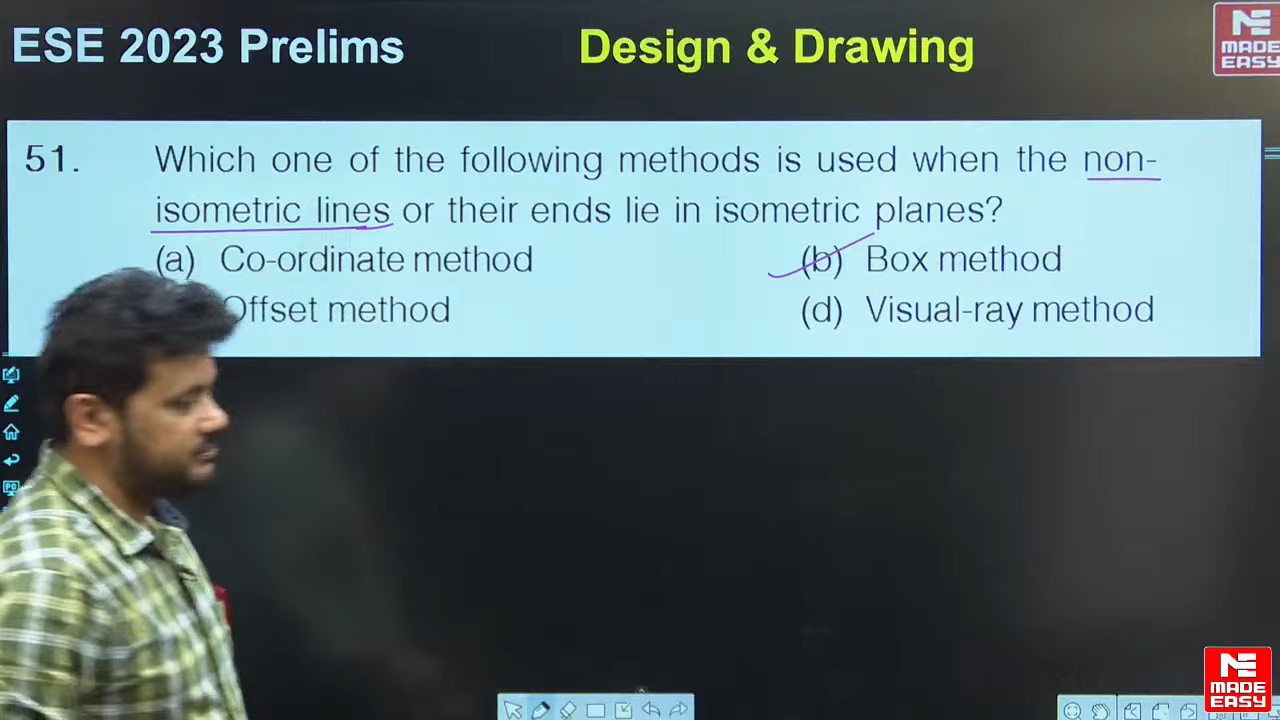 ESE 2023 Prelims
Design & Drawing
ME
MADE
EASY
51. Which one of the following methods is used when the non-
isometric lines or their ends lie in isometric planes?
(a) Co-ordinate method
(b) Box method
Offset method
(d) Visual-ray method
ME
MADE
EASY